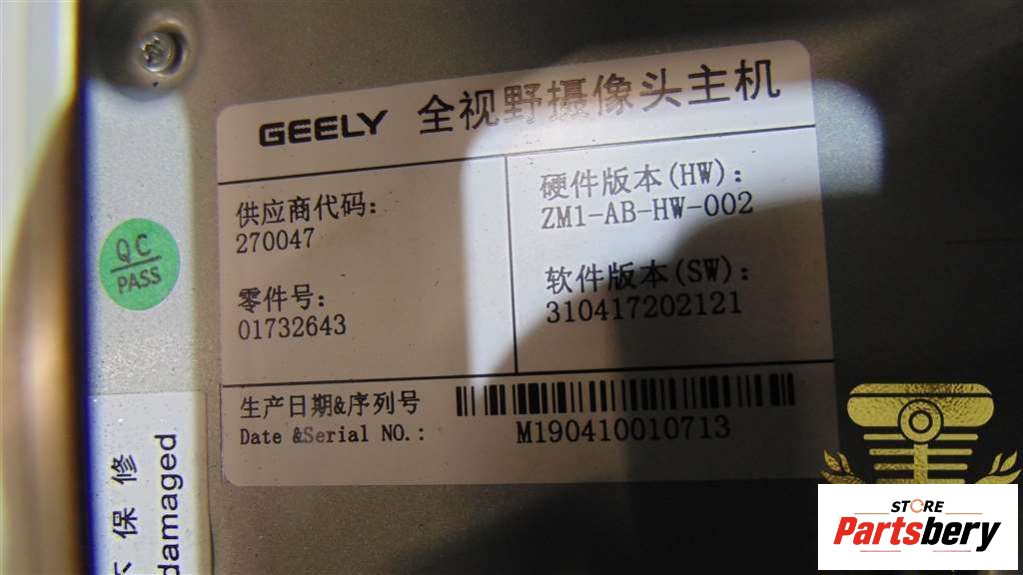 GEELY 全视野摄像头主机
供应商代码:
270047
零件号:
01732643
硬件版本(HW):
ZM1-AB-HW-002
软件版本(SW):
310417202121
生产日期&序列号
Date &Serial NO.:
M190410010713
QC
PASS
保修
damaged
STORE
Partsbery